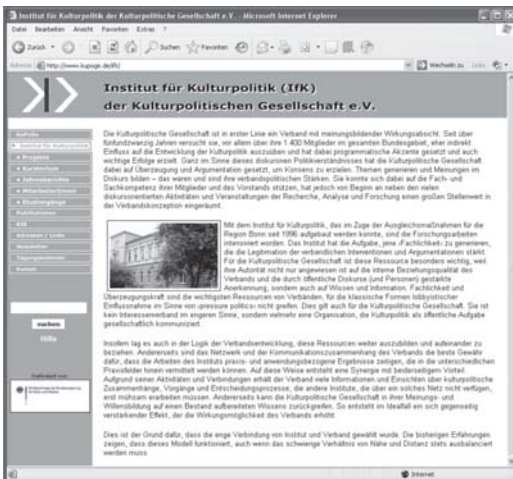 Institut für Kulturpolitik der Kulturpolitische Gesellschaft e.V. - Microsoft Internet Explorer
Datei Bearbeiten Ansicht Favoriten Extras ?
Zurück Suchen Favoriten
Adresse http://www.kupoge.de/ifk/ Wechseln zu Links
Institut für Kulturpolitik (IfK)
der Kulturpolitischen Gesellschaft e.V.
KuPoGe
Institut für Kulturpolitik
Projekte
Kuratorium
Jahresberichte
MitarbeiterInnen
Studiengänge
Publikationen
Adressen / Links
Newsletter
Tagungskalender
Kontakt
suchen
Hilfe
Die Kulturpolitische Gesellschaft ist in erster Linie ein Verband mit meinungsbildender Wirkungsabsicht. Seit über
fünfundzwanzig Jahren versucht sie, vor allem über ihre 1 400 Mitglieder im gesamten Bundesgebiet, eher indirekt
Einfluss auf die Entwicklung der Kulturpolitik auszuüben und hat dabei programmatische Akzente gesetzt und auch
wichtige Erfolge erzielt. Ganz im Sinne dieses diskursiven Politikverständnisses hat die Kulturpolitische Gesellschaft
dabei auf Überzeugung und Argumentation gesetzt, um Konsens zu erzielen. Themen generieren und Meinungen im
Diskurs bilden – das waren und sind ihre verbandspolitischen Stärken. Sie konnte sich dabei auf die Fach- und
Sachkompetenz ihrer Mitglieder und des Vorstands stützen, hat jedoch von Beginn an neben den vielen
diskursorientierten Aktivitäten und Veranstaltungen der Recherche, Analyse und Forschung einen großen Stellenwert in
der Verbandskonzeption eingeräumt.
Mit dem Institut für Kulturpolitik, das im Zuge der Ausgleichsmaßnahmen für die
Region Bonn seit 1996 aufgebaut werden konnte, sind die Forschungsarbeiten
intensiviert worden. Das Institut hat die Aufgabe, jene ›Fachlichkeit‹ zu generieren,
die die Legitimation der verbandlichen Interventionen und Argumentationen stärkt.
Für die Kulturpolitische Gesellschaft ist diese Ressource besonders wichtig, weil
ihre Autorität nicht nur angewiesen ist auf die interne Beziehungsqualität des
Verbands und die durch öffentliche Diskurse (und Personen) gestärkte
Anerkennung, sondern auch auf Wissen und Information. Fachlichkeit und
Überzeugungskraft sind die wichtigsten Ressourcen von Verbänden, für die klassische Formen lobbyistischer
Einflussnahme im Sinne von ›pressure politics‹ nicht greifen. Dies gilt auch für die Kulturpolitische Gesellschaft. Sie ist
kein Interessenverband im engeren Sinne, sondern vielmehr eine Organisation, die Kulturpolitik als öffentliche Aufgabe
gesellschaftlich kommuniziert.
Insofern lag es auch in der Logik der Verbandsentwicklung, diese Ressourcen weiter auszubilden und aufeinander zu
beziehen. Andererseits sind das Netzwerk und der Kommunikationszusammenhang des Verbands die beste Gewähr
dafür, dass die Arbeiten des Instituts praxis- und anwendungsbezogene Ergebnisse zeitigen, die in die unterschiedlichen
Praxisfelder hinein vermittelt werden können. Auf diese Weise entsteht eine Synergie mit beiderseitigem Vorteil.
Aufgrund seiner Aktivitäten und Verbindungen erhält der Verband viele Informationen und Einsichten über kulturpolitische
Zusammenhänge, Vorgänge und Entscheidungsprozesse, die andere Institute, die über ein solches Netz nicht verfügen,
erst mühsam erarbeiten müssen. Andererseits kann die Kulturpolitische Gesellschaft in ihrer Meinungs- und
Willensbildung auf einen Bestand aufbereiteten Wissens zurückgreifen. So entsteht im Idealfall ein sich gegenseitig
verstärkender Effekt, der die Wirkungsmöglichkeit des Verbands erhöht.
Dies ist der Grund dafür, dass die enge Verbindung von Institut und Verband gewählt wurde. Die bisherigen Erfahrungen
zeigen, dass dieses Modell funktioniert, auch wenn das schwierige Verhältnis von Nähe und Distanz stets ausbalanciert
werden muss
Internet